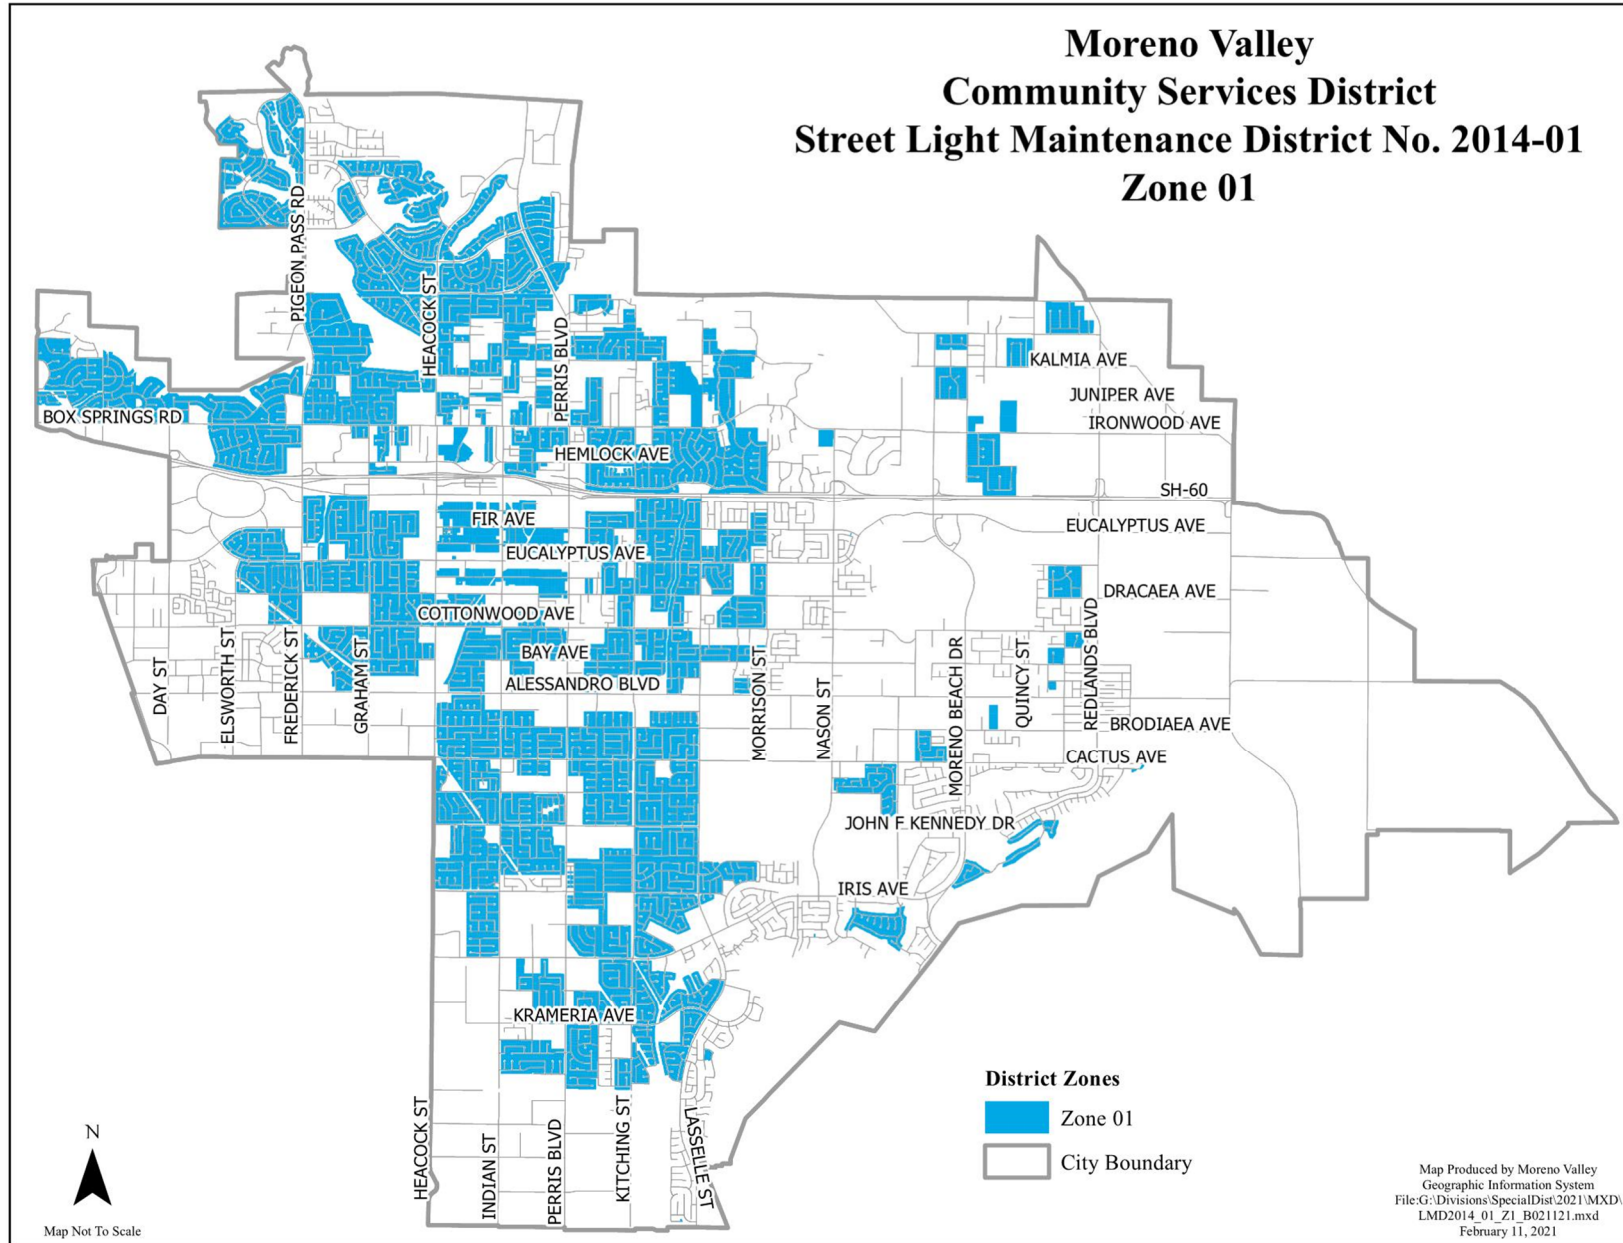 Moreno Valley
Community Services District
Street Light Maintenance District No. 2014-01
Zone 01
PIGEON PASS RD
HEACOCK ST
PERRIS BLVD
KALMIA AVE
JUNIPER AVE
IRONWOOD AVE
BOX SPRINGS RD
HEMLOCK AVE
SH-60
FIR AVE
EUCALYPTUS AVE
EUCALYPTUS AVE
DRACAEA AVE
COTTONWOOD AVE
BAY AVE
ALESSANDRO BLVD
DAY ST
ELSWORTH ST
FREDERICK ST
GRAHAM ST
MORRISON ST
NASON ST
MORENO BEACH DR
QUINCY ST
REDLANDS BLVD
BRODIAEA AVE
CACTUS AVE
JOHN F KENNEDY DR
IRIS AVE
KRAMERIA AVE
HEACOCK ST
INDIAN ST
PERRIS BLVD
KITCHING ST
LASSELLE ST
District Zones
Zone 01
City Boundary
N
Map Not To Scale
Map Produced by Moreno Valley
Geographic Information System
File:G:\Divisions\SpecialDist\2021\MXD\
LMD2014_01_Z1_B021121.mxd
February 11, 2021